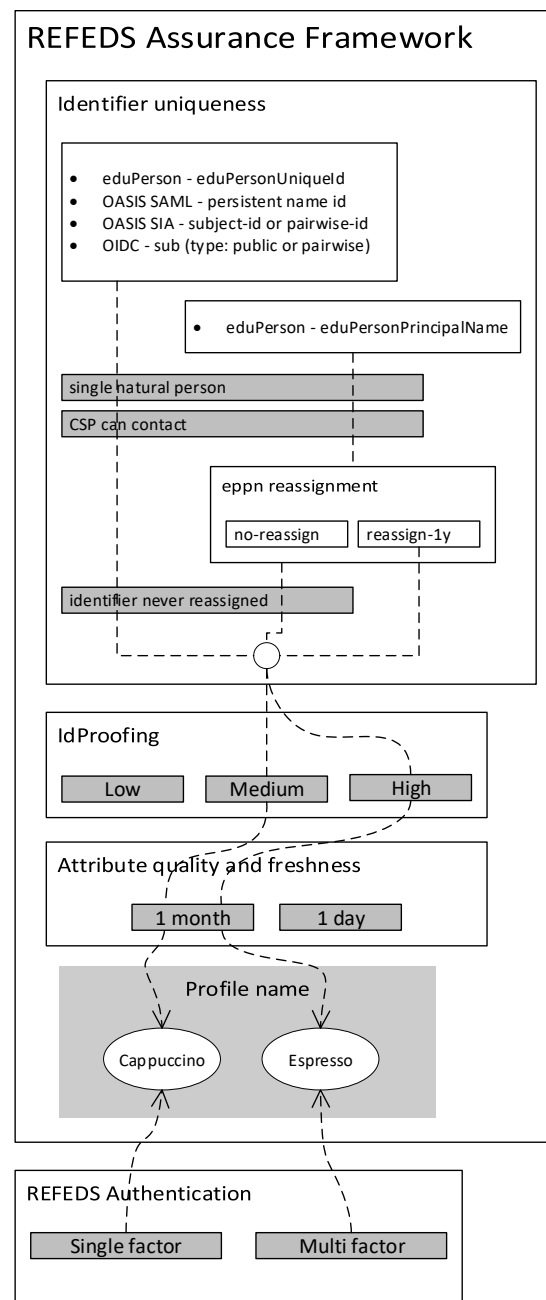 REFEDS Assurance Framework
Identifier uniqueness
• eduPerson - eduPersonUniqueId
• OASIS SAML - persistent name id
• OASIS SIA - subject-id or pairwise-id
• OIDC - sub (type: public or pairwise)
• eduPerson - eduPersonPrincipalName
single natural person
CSP can contact
eppn reassignment
no-reassign
reassign-1y
identifier never reassigned
IdProofing
Low
Medium
High
Attribute quality and freshness
1 month
1 day
Profile name
Cappuccino
Espresso
REFEDS Authentication
Single factor
Multi factor